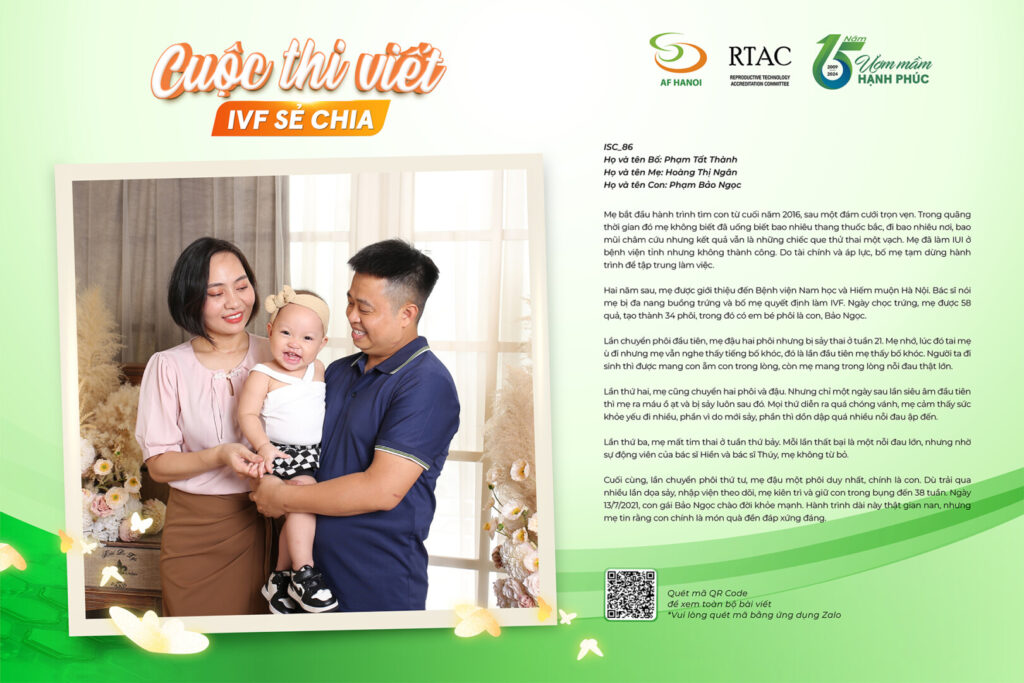 Cuộc thi viết
IVF SẺ CHIA
AF HANOI
RTAC
REPRODUCTIVE TECHNOLOGY
ACCREDITATION COMMITTEE
15 Năm
2009
2024
Ươm mầm
HẠNH PHÚC
ISC_86
Họ và tên Bố: Phạm Tất Thành
Họ và tên Mẹ: Hoàng Thị Ngân
Họ và tên Con: Phạm Bảo Ngọc
Mẹ bắt đầu hành trình tìm con từ cuối năm 2016, sau một đám cưới trọn vẹn. Trong quãng
thời gian đó mẹ không biết đã uống biết bao nhiêu thang thuốc bắc, đi bao nhiêu nơi, bao
mũi châm cứu nhưng kết quả vẫn là những chiếc que thử thai một vạch. Mẹ đã làm IUI ở
bệnh viện tỉnh nhưng không thành công. Do tài chính và áp lực, bố mẹ tạm dừng hành
trình để tập trung làm việc.
Hai năm sau, mẹ được giới thiệu đến Bệnh viện Nam học và Hiếm muộn Hà Nội. Bác sĩ nói
mẹ bị đa nang buồng trứng và bố mẹ quyết định làm IVF. Ngày chọc trứng, mẹ được 58
quả, tạo thành 34 phôi, trong đó có em bé phôi là con, Bảo Ngọc.
Lần chuyển phôi đầu tiên, mẹ đậu hai phôi nhưng bị sảy thai ở tuần 21. Mẹ nhớ, lúc đó tai mẹ
ù đi nhưng mẹ vẫn nghe thấy tiếng bố khóc, đó là lần đầu tiên mẹ thấy bố khóc. Người ta đi
sinh thì được mang con ẵm con trong lòng, còn mẹ mang trong lòng nỗi đau thật lớn.
Lần thứ hai, mẹ cũng chuyển hai phôi và đậu. Nhưng chỉ một ngày sau lần siêu âm đầu tiên
thì mẹ ra máu ồ ạt và bị sảy luôn sau đó. Mọi thứ diễn ra quá chóng vánh, mẹ cảm thấy sức
khỏe yếu đi nhiều, phần vì do mới sảy, phần thì dồn dập quá nhiều nỗi đau ập đến.
Lần thứ ba, mẹ mất tim thai ở tuần thứ bảy. Mỗi lần thất bại là một nỗi đau lớn, nhưng nhờ
sự động viên của bác sĩ Hiền và bác sĩ Thúy, mẹ không từ bỏ.
Cuối cùng, lần chuyển phôi thứ tư, mẹ đậu một phôi duy nhất, chính là con. Dù trải qua
nhiều lần dọa sảy, nhập viện theo dõi, mẹ kiên trì và giữ con trong bụng đến 38 tuần. Ngày
13/7/2021, con gái Bảo Ngọc chào đời khỏe mạnh. Hành trình dài này thật gian nan, nhưng
mẹ tin rằng con chính là món quà đền đáp xứng đáng.
Quét mã QR Code
để xem toàn bộ bài viết
*Vui lòng quét mã bằng ứng dụng Zalo